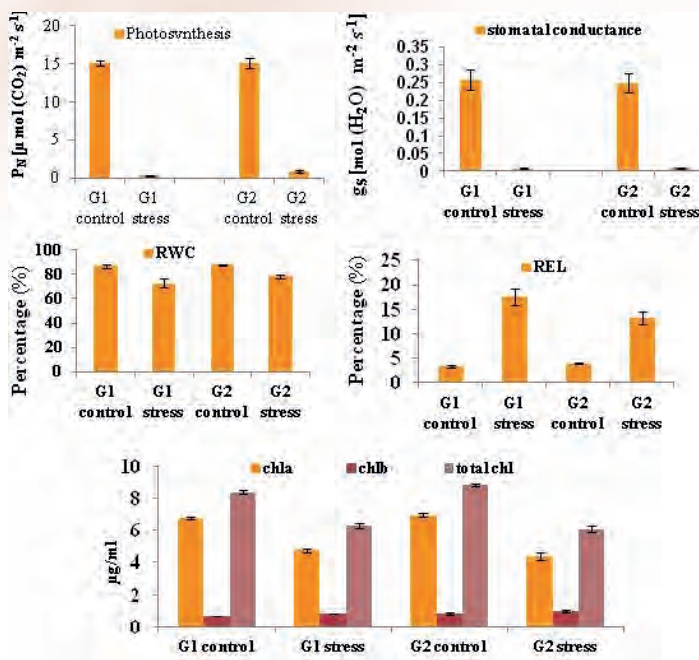 Photosynthesis
P_N [µ mol (CO₂) m⁻² s⁻¹
20
15
10
5
0
G1 control
G1 stress
G2 control
G2 stress
stomatal conductance
g_S [mol (H₂O) m⁻² s⁻¹
0.35
0.3
0.25
0.2
0.15
0.1
0.05
0
G1 control
G1 stress
G2 control
G2 stress
RWC
Percentage (%)
100
80
60
40
20
0
G1 control
G1 stress
G2 control
G2 stress
REL
Percentage (%)
25
20
15
10
5
0
G1 control
G1 stress
G2 control
G2 stress
chla
chlb
total chl
µg/ml
10
8
6
4
2
0
G1 control
G1 stress
G2 control
G2 stress